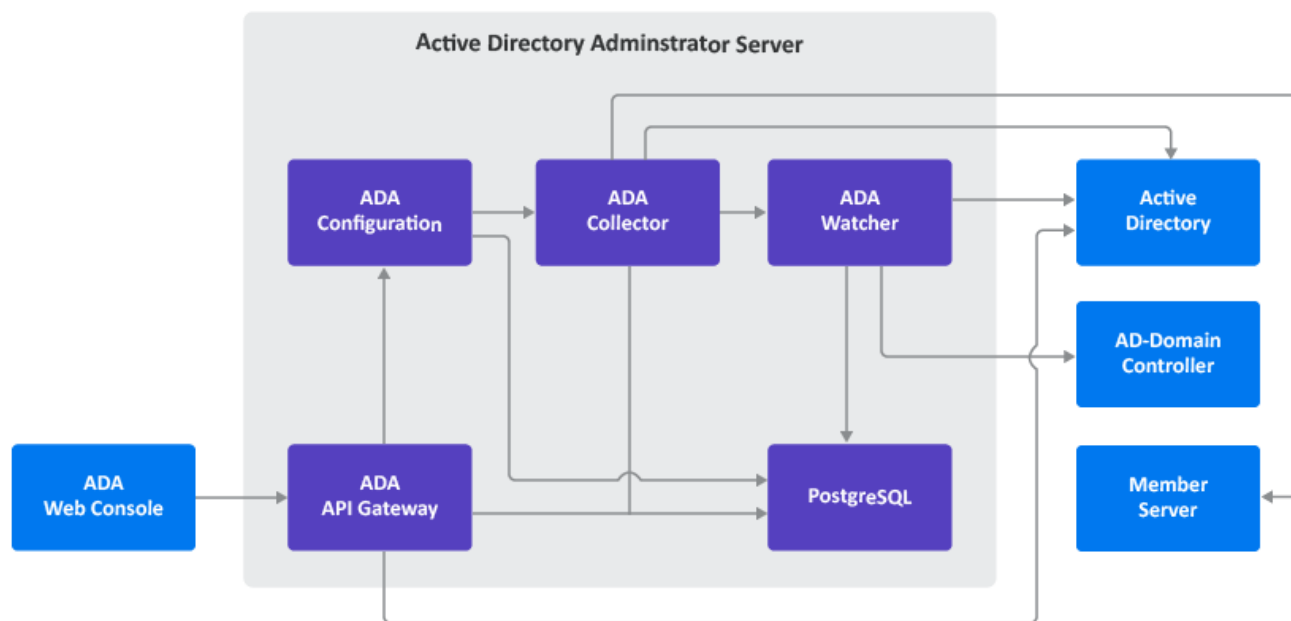 Active Directory Adminstrator Server
ADA
Configuration
ADA
Collector
ADA
Watcher
Active
Directory
AD-Domain
Controller
ADA
Web Console
ADA
API Gateway
PostgreSQL
Member
Server